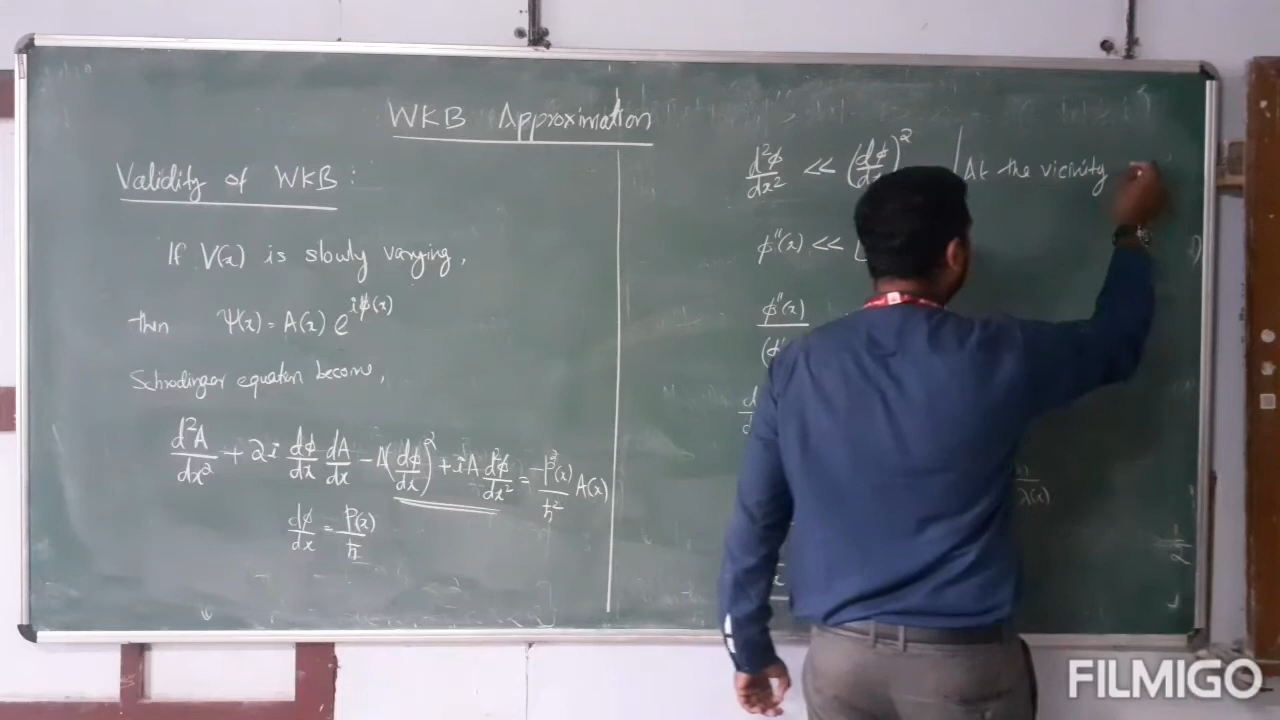 WKB Approximation
Validity of WKB:
If V(x) is slowly varying,
then Ψ(x) = A(x) e^{iϕ(x)}
Schrodinger equation become,
d²A/dx² + 2i dϕ/dx dA/dx - A(dϕ/dx)² + iA d²ϕ/dx² = -p²(x)/ħ² A(x)
dϕ/dx = p(x)/ħ
d²ϕ/dx² << (dϕ/dx)²
At the vicinity
ϕ''(x) <<
ϕ''(x)
λ(x)
FILMIGO